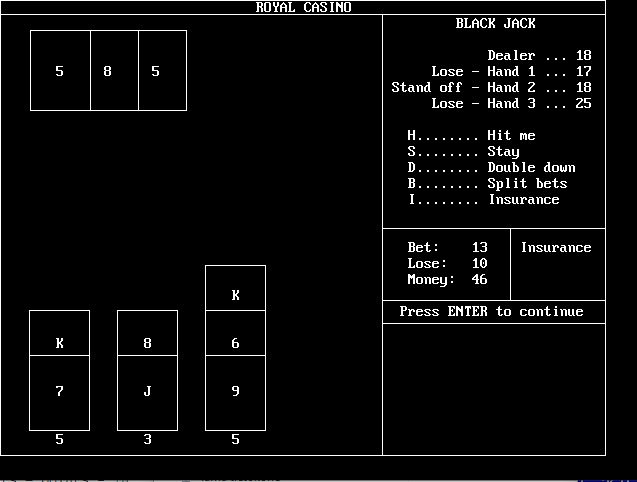 ROYAL CASINO
BLACK JACK
Dealer ... 18
Lose - Hand 1 ... 17
Stand off - Hand 2 ... 18
Lose - Hand 3 ... 25
H........ Hit me
S........ Stay
D........ Double down
B........ Split bets
I........ Insurance
Bet: 13
Lose: 10
Money: 46
Insurance
Press ENTER to continue
5 8 5
K
K 8 6
7 J 9
5 3 5